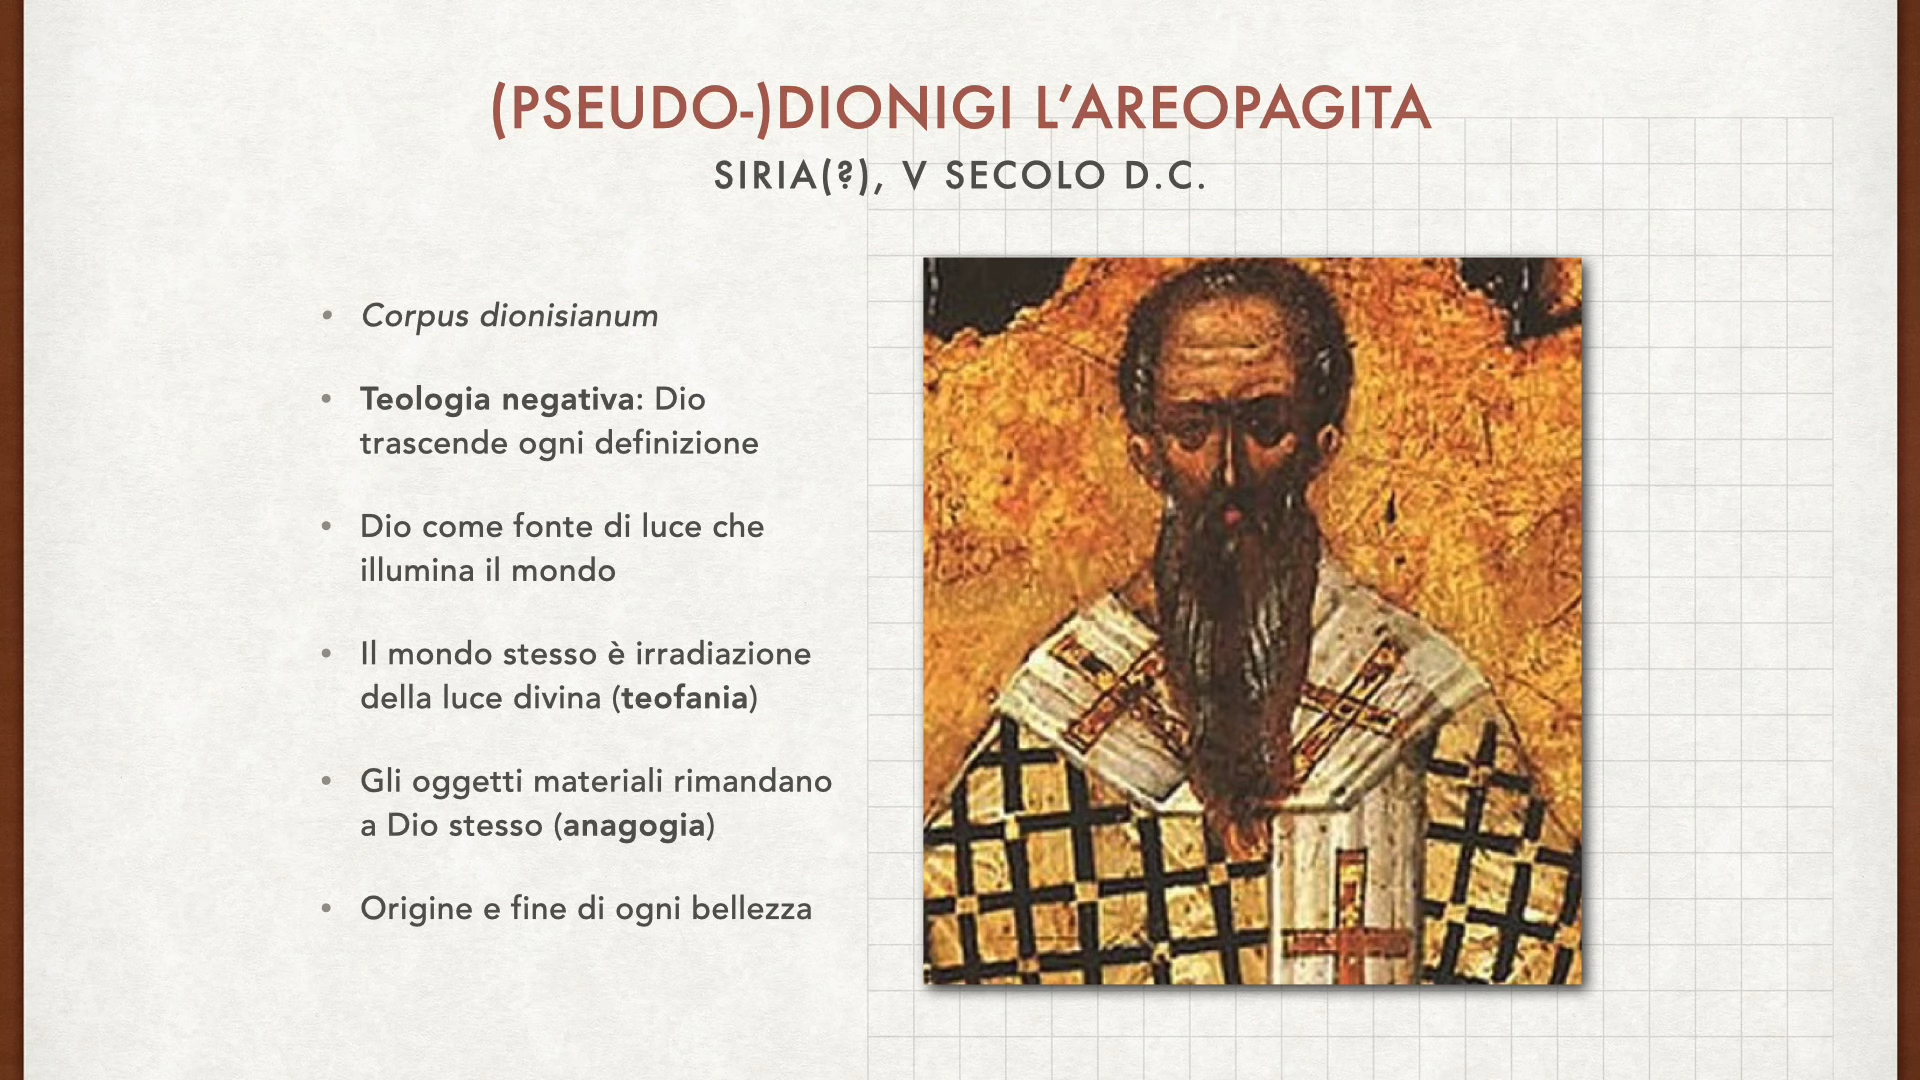 (PSEUDO-)DIONIGI L’AREOPAGITA
SIRIA(?), V SECOLO D.C.
• Corpus dionisianum
• Teologia negativa: Dio
trascende ogni definizione
• Dio come fonte di luce che
illumina il mondo
• Il mondo stesso è irradiazione
della luce divina (teofania)
• Gli oggetti materiali rimandano
a Dio stesso (anagogia)
• Origine e fine di ogni bellezza